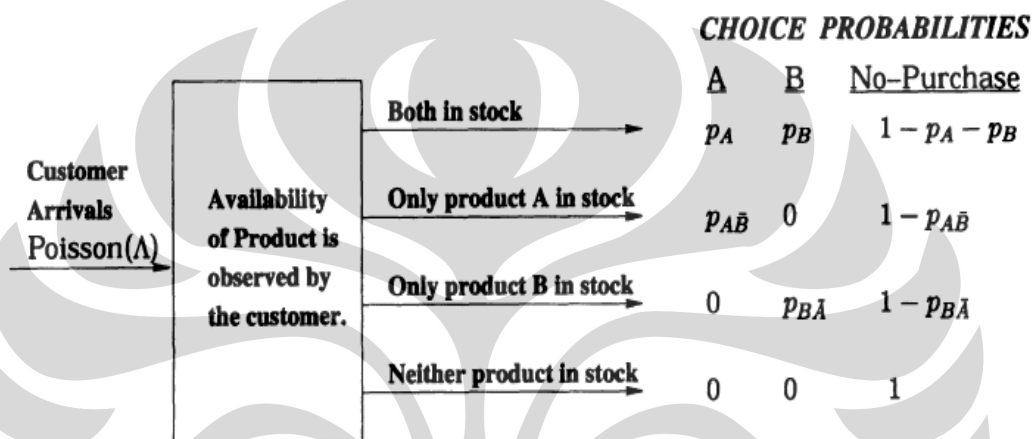 CHOICE PROBABILITIES
A B No-Purchase
Both in stock
p_A p_B 1 − p_A − p_B
Customer
Arrivals
Poisson(Λ)
Availability
of Product is
observed by
the customer.
Only product A in stock
p_{AB̄} 0 1 − p_{AB̄}
Only product B in stock
0 p_{BĀ} 1 − p_{BĀ}
Neither product in stock
0 0 1